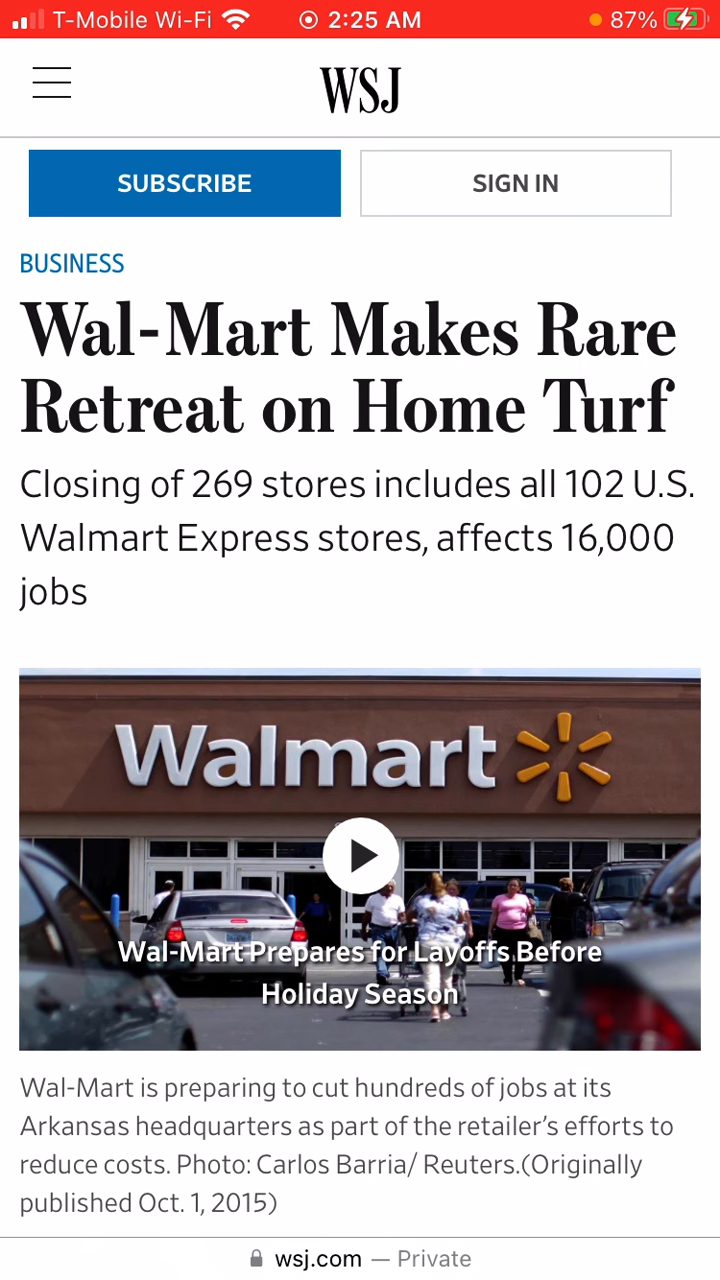 T-Mobile Wi-Fi 2:25 AM 87%
WSJ
SUBSCRIBE SIGN IN
BUSINESS
Wal-Mart Makes Rare
Retreat on Home Turf
Closing of 269 stores includes all 102 U.S.
Walmart Express stores, affects 16,000
jobs
Walmart
Wal-Mart Prepares for Layoffs Before
Holiday Season
Wal-Mart is preparing to cut hundreds of jobs at its
Arkansas headquarters as part of the retailer’s efforts to
reduce costs. Photo: Carlos Barria/ Reuters.(Originally
published Oct. 1, 2015)
wsj.com — Private